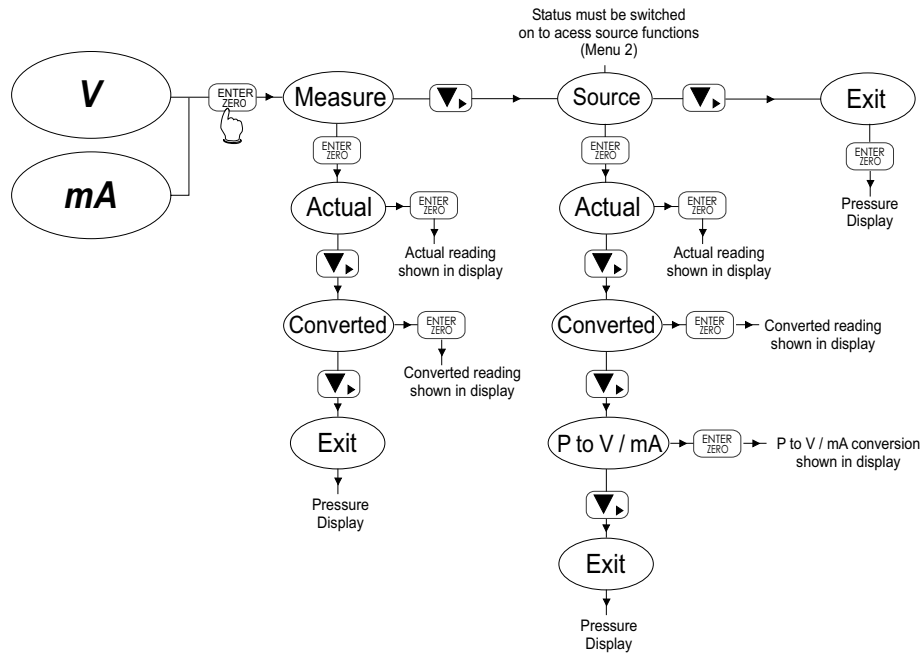 Status must be switched
on to acess source functions
(Menu 2)
V
ENTER
ZERO
Measure
Source
Exit
mA
ENTER
ZERO
ENTER
ZERO
ENTER
ZERO
Pressure
Display
Actual
ENTER
ZERO
Actual
ENTER
ZERO
Actual reading
shown in display
Actual reading
shown in display
Converted
ENTER
ZERO
Converted
ENTER
ZERO
Converted reading
shown in display
Converted reading
shown in display
Exit
P to V / mA
ENTER
ZERO
P to V / mA conversion
shown in display
Pressure
Display
Exit
Pressure
Display